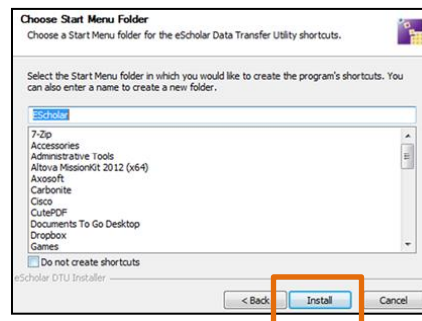 Choose Start Menu Folder
Choose a Start Menu folder for the eScholar Data Transfer Utility shortcuts.
Select the Start Menu folder in which you would like to create the program's shortcuts. You
can also enter a name to create a new folder.
EScholar
7-Zip
Accessories
Administrative Tools
Altova MissionKit 2012 (x64)
Axosoft
Carbonite
Cisco
CutePDF
Documents To Go Desktop
Dropbox
Games
Do not create shortcuts
eScholar DTU Installer
< Back
Install
Cancel